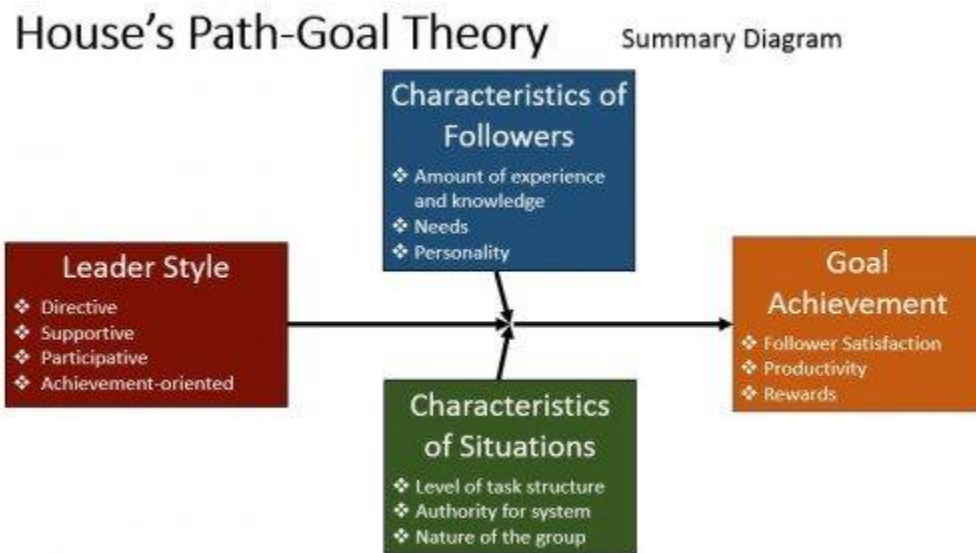 House's Path-Goal Theory Summary Diagram
Characteristics of
Followers
❖ Amount of experience
and knowledge
❖ Needs
❖ Personality
Leader Style
❖ Directive
❖ Supportive
❖ Participative
❖ Achievement-oriented
Goal
Achievement
❖ Follower Satisfaction
❖ Productivity
❖ Rewards
Characteristics
of Situations
❖ Level of task structure
❖ Authority for system
❖ Nature of the group